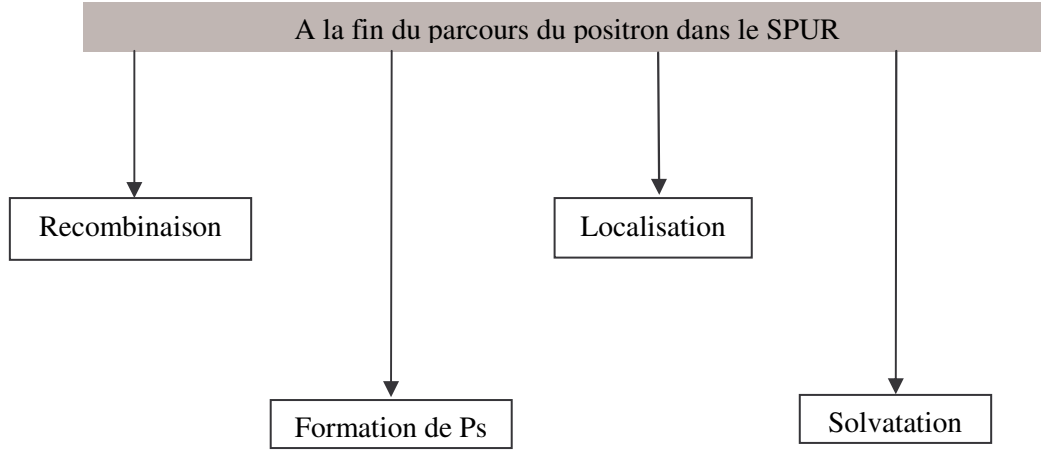 A la fin du parcours du positron dans le SPUR
Recombinaison
Localisation
Formation de Ps
Solvatation